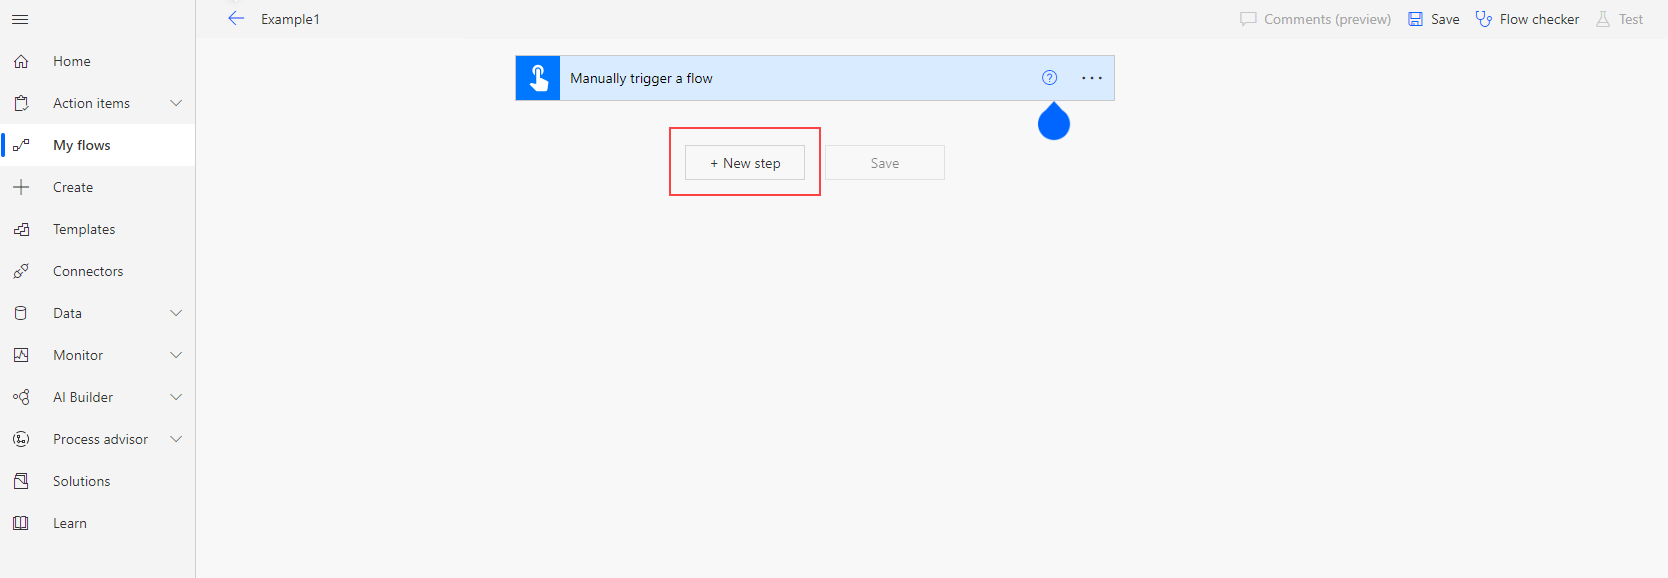 Example1
Comments (preview)
Save
Flow checker
Test
Home
Action items
My flows
Create
Templates
Connectors
Data
Monitor
AI Builder
Process advisor
Solutions
Learn
Manually trigger a flow
?
+ New step
Save